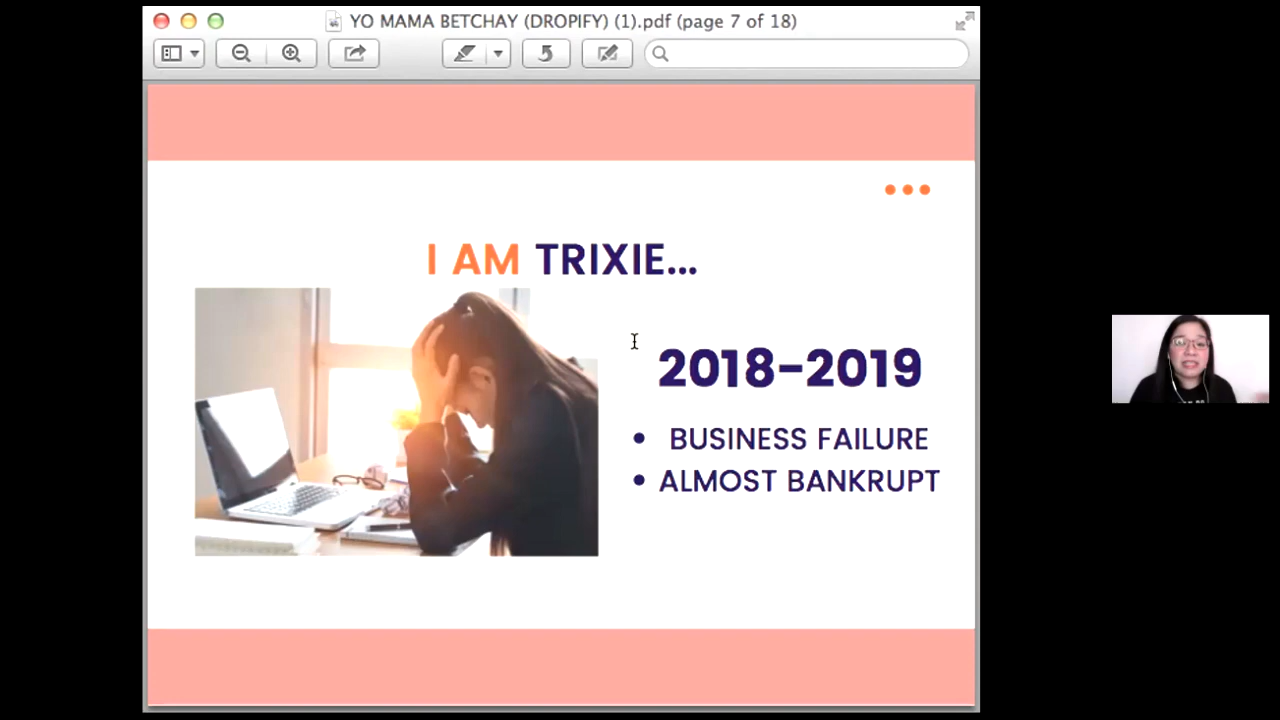 YO MAMA BETCHAY (DROPIFY) (1).pdf (page 7 of 18)
I AM TRIXIE...
2018-2019
• BUSINESS FAILURE
• ALMOST BANKRUPT